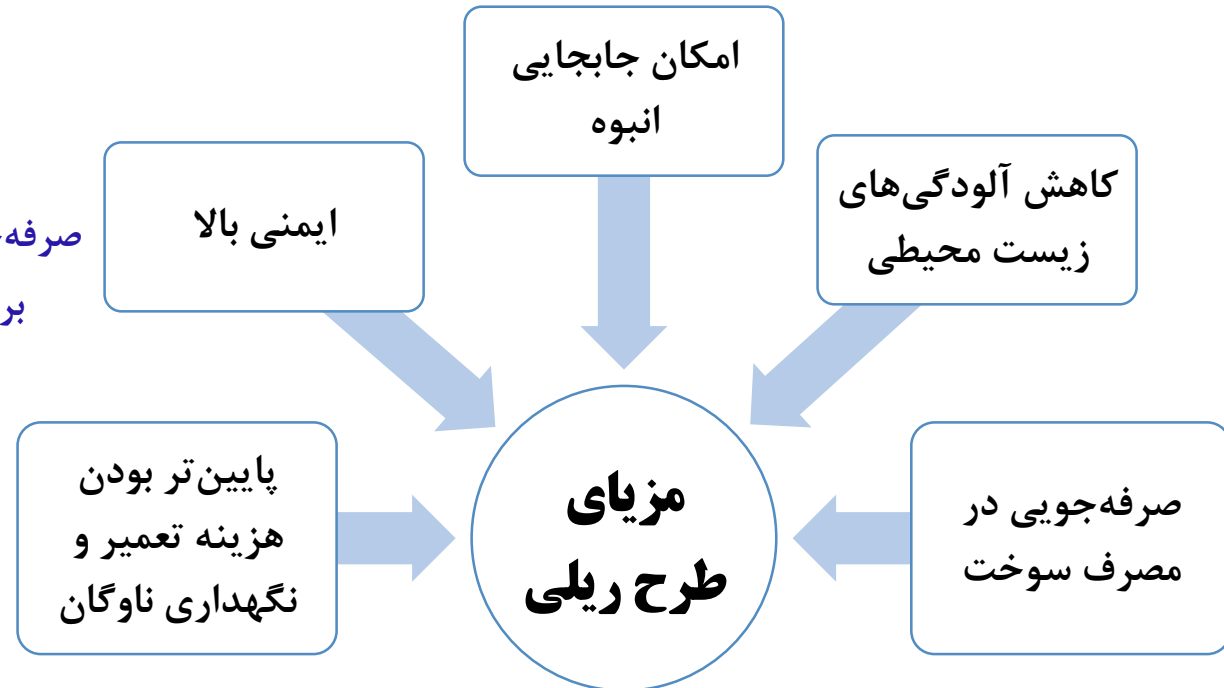 امکان جابجایی
انبوه
کاهش آلودگی‌های
زیست محیطی
ایمنی بالا
صرفه‌جویی در
مصرف سوخت
پایین‌تر بودن
هزینه تعمیر و
نگهداری ناوگان
مزیای
طرح ریلی